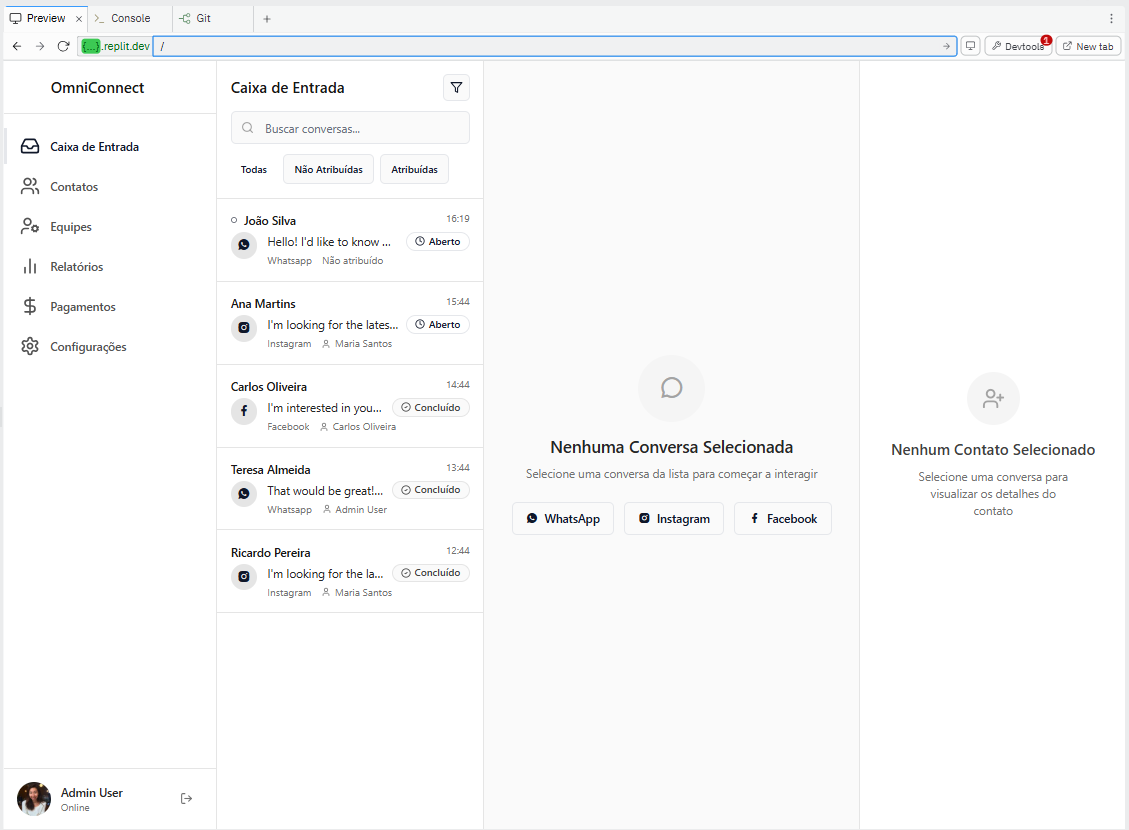 Preview
Console
Git
{...}.replit.dev
/
Devtools
1
New tab
OmniConnect
Caixa de Entrada
Contatos
Equipes
Relatórios
Pagamentos
Configurações
Admin User
Online
Caixa de Entrada
Buscar conversas...
Todas
Não Atribuídas
Atribuídas
João Silva
16:19
Hello! I'd like to know ...
Aberto
Whatsapp
Não atribuído
Ana Martins
15:44
I'm looking for the lates...
Aberto
Instagram
Maria Santos
Carlos Oliveira
14:44
I'm interested in you...
Concluído
Facebook
Carlos Oliveira
Teresa Almeida
13:44
That would be great!...
Concluído
Whatsapp
Admin User
Ricardo Pereira
12:44
I'm looking for the la...
Concluído
Instagram
Maria Santos
Nenhuma Conversa Selecionada
Selecione uma conversa da lista para começar a interagir
WhatsApp
Instagram
Facebook
Nenhum Contato Selecionado
Selecione uma conversa para
visualizar os detalhes do
contato